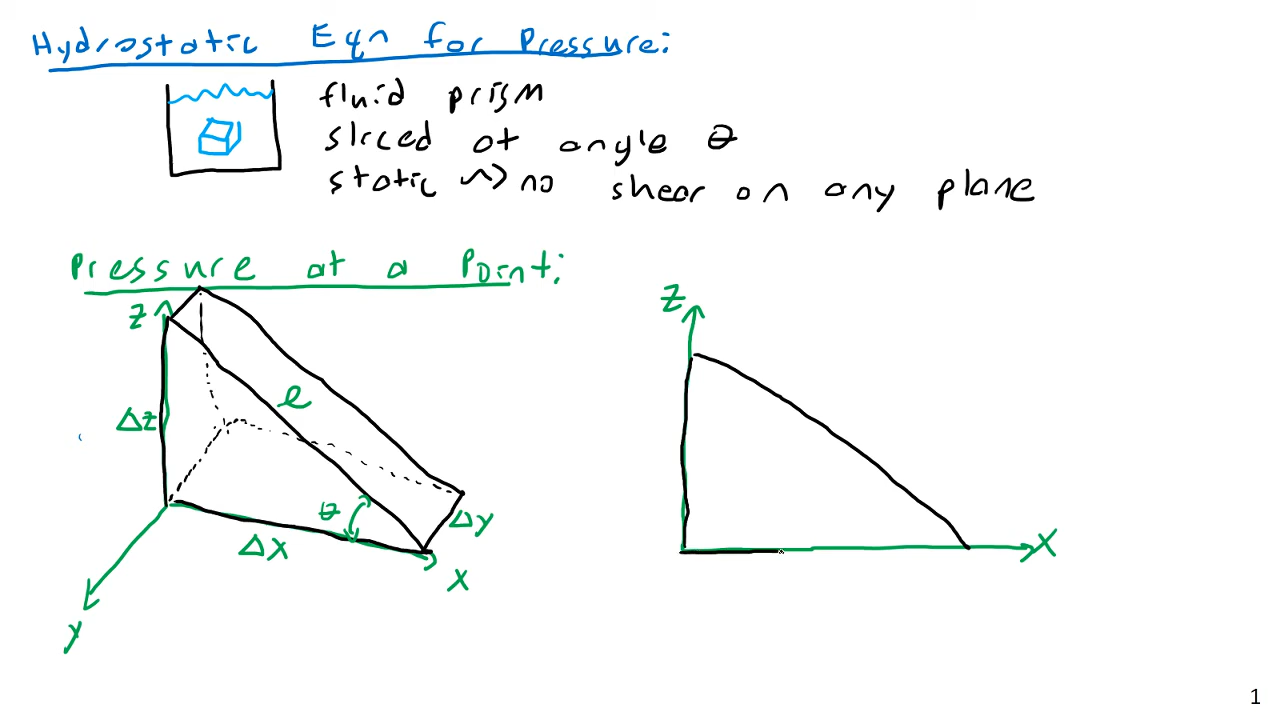 Hydrostatic Eqn for Pressure:
fluid prism
sliced at angle θ
static ~> no shear on any plane
Pressure at a Point:
z
Δz
l
θ
Δx
Δy
x
y
z
x
1